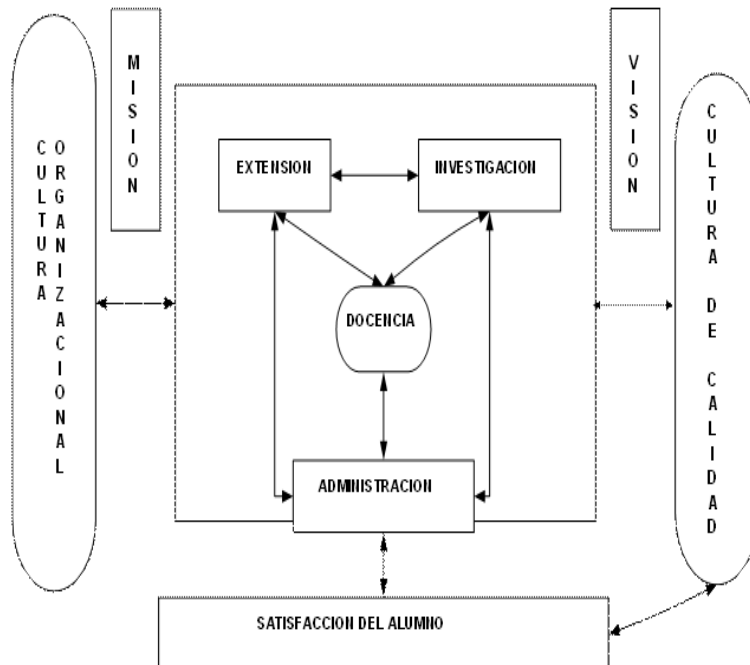 CULTURA
ORGANIZACIONAL
MISION
EXTENSION
INVESTIGACION
DOCENCIA
ADMINISTRACION
SATISFACCION DEL ALUMNO
VISION
CULTURA DE CALIDAD